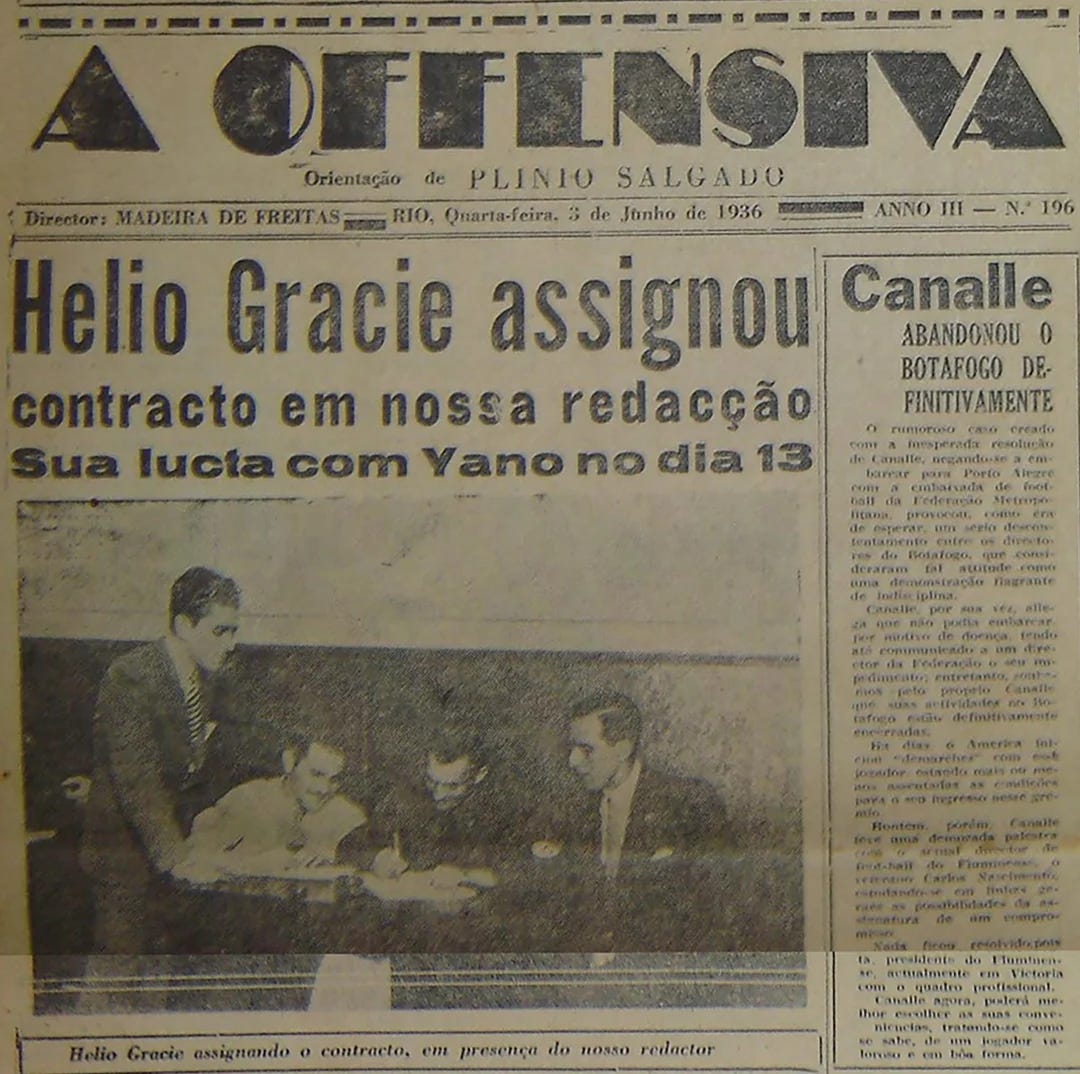 A OFFENSIVA
Orientação de PLINIO SALGADO
Director: MADEIRA DE FREITAS RIO, Quarta-feira, 3 de Junho de 1936 ANNO III — N.º 196
Helio Gracie assignou
contracto em nossa redacção
Sua lucta com Yano no dia 13
Helio Gracie assignando o contracto, em presença do nosso redactor
Canalle
ABANDONOU O
BOTAFOGO DE-
FINITIVAMENTE
O rumoroso caso creado
com a inesperada resolução
de Canalle, negando-se a em-
barcar para Porto Alegre
com a embaixada de foot-
ball da Federação Metropo-
litana, provocou, como era
de esperar, um serio descon-
tentamento entre os directo-
res do Botafogo, que consi-
deraram tal attitude como
uma demonstração flagrante
de indisciplina.
Canalle, por sua vez, alle-
ga que não podia embarcar,
por motivo de doença, tendo
até communicado a um dire-
ctor da Federação o seu im-
pedimento; entretanto, soube-
mos pelo proprio Canalle
que suas actividades no Bo-
tafogo estão definitivamente
encerradas.
Ha dias o America ini-
ciou "demarches" com esse
jogador estando mais ou me-
nos assentadas as condições
para o seu ingresso nesse gre-
mio.
Hontem, porém, Canalle
teve uma demorada palestra
com o actual director de
foot-ball do Fluminense, o
veterano Carlos Nascimento,
estudando-se em linhas ge-
raes as possibilidades da as-
signatura de um compro-
misso.
Nada ficou resolvido, pois
ta, presidente do Fluminen-
se, actualmente em Victoria
com o quadro profissional.
Canalle agora, poderá me-
lhor escolher as suas conve-
niencias, tratando-se como
se sabe, de um jogador va-
loroso e em bôa forma.